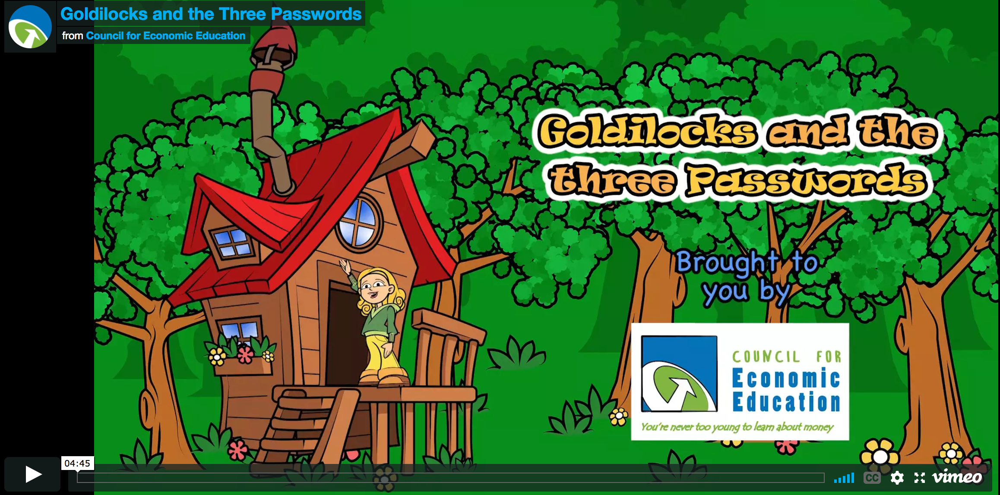 Goldilocks and the Three Passwords
from Council for Economic Education
Goldilocks and the
three Passwords
Brought to
you by
COUNCIL FOR
Economic
Education
You're never too young to learn about money
04:45
CC
vimeo